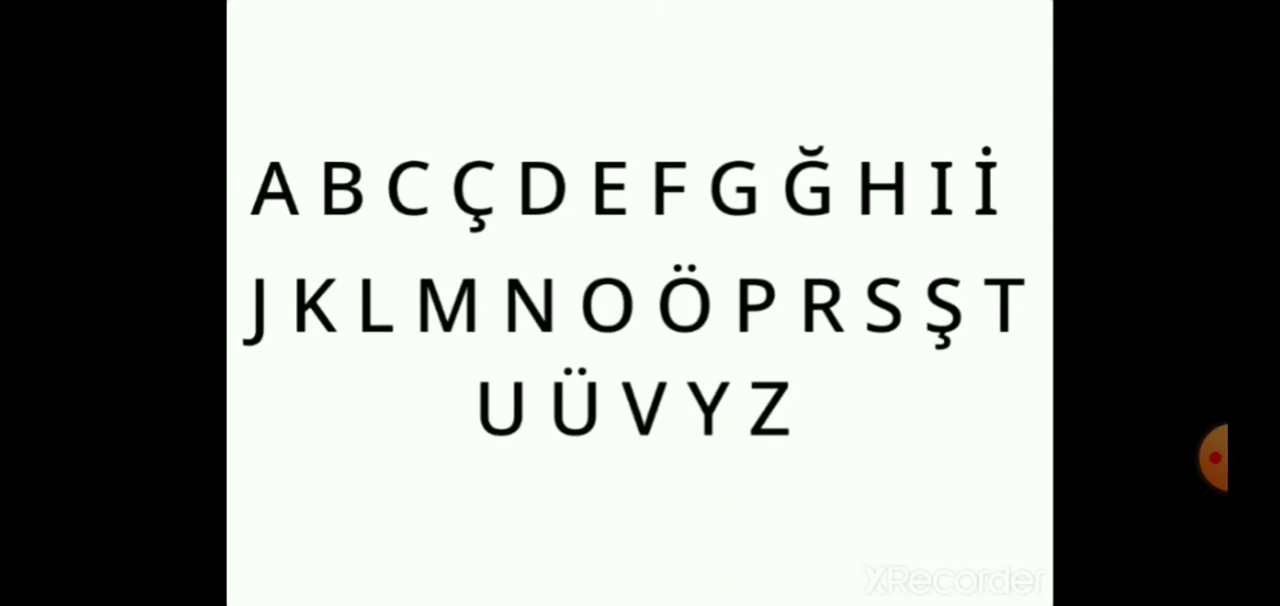 A B C Ç D E F G Ğ H I İ
J K L M N O Ö P R S Ş T
U Ü V Y Z
XRecorder